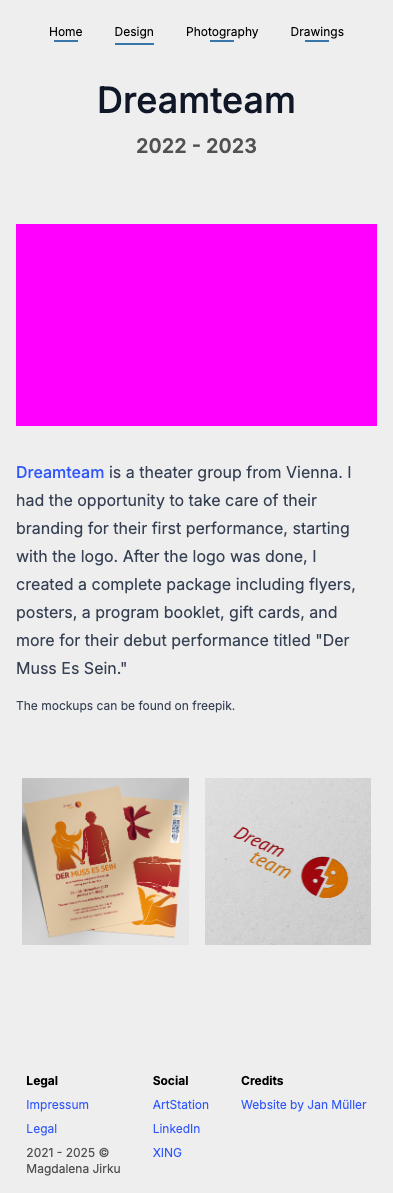 Home Design Photography Drawings
Dreamteam
2022 - 2023
Dreamteam is a theater group from Vienna. I
had the opportunity to take care of their
branding for their first performance, starting
with the logo. After the logo was done, I
created a complete package including flyers,
posters, a program booklet, gift cards, and
more for their debut performance titled "Der
Muss Es Sein."
The mockups can be found on freepik.
DER MUSS ES SEIN
Dream
team
Legal Social Credits
Impressum ArtStation Website by Jan Müller
Legal LinkedIn
2021 - 2025 © XING
Magdalena Jirku